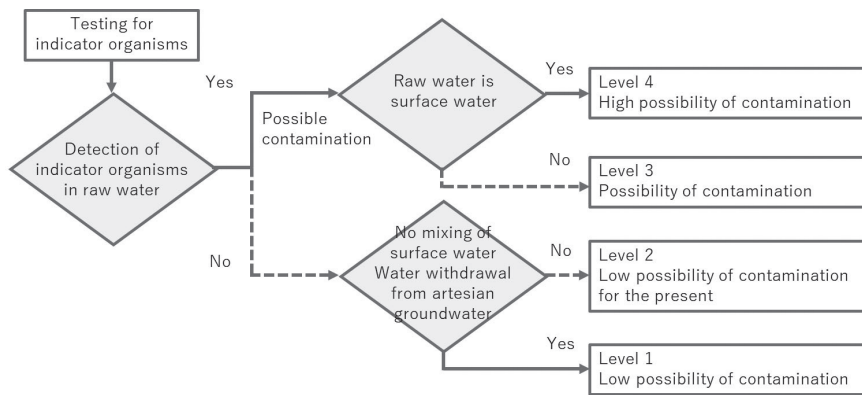 Testing for
indicator organisms
Detection of
indicator organisms
in raw water
Yes
Possible
contamination
No
Raw water is
surface water
Yes
Level 4
High possibility of contamination
No
Level 3
Possibility of contamination
No mixing of
surface water
Water withdrawal
from artesian
groundwater
No
Level 2
Low possibility of contamination
for the present
Yes
Level 1
Low possibility of contamination